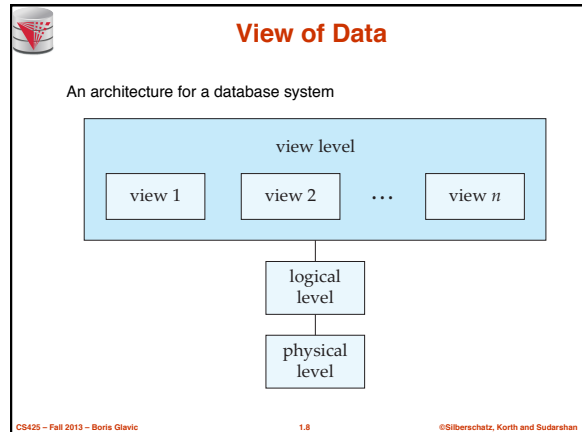 View of Data
An architecture for a database system
view level
view 1 view 2 … view n
logical
level
physical
level
CS425 – Fall 2013 – Boris Glavic 1.8 ©Silberschatz, Korth and Sudarshan